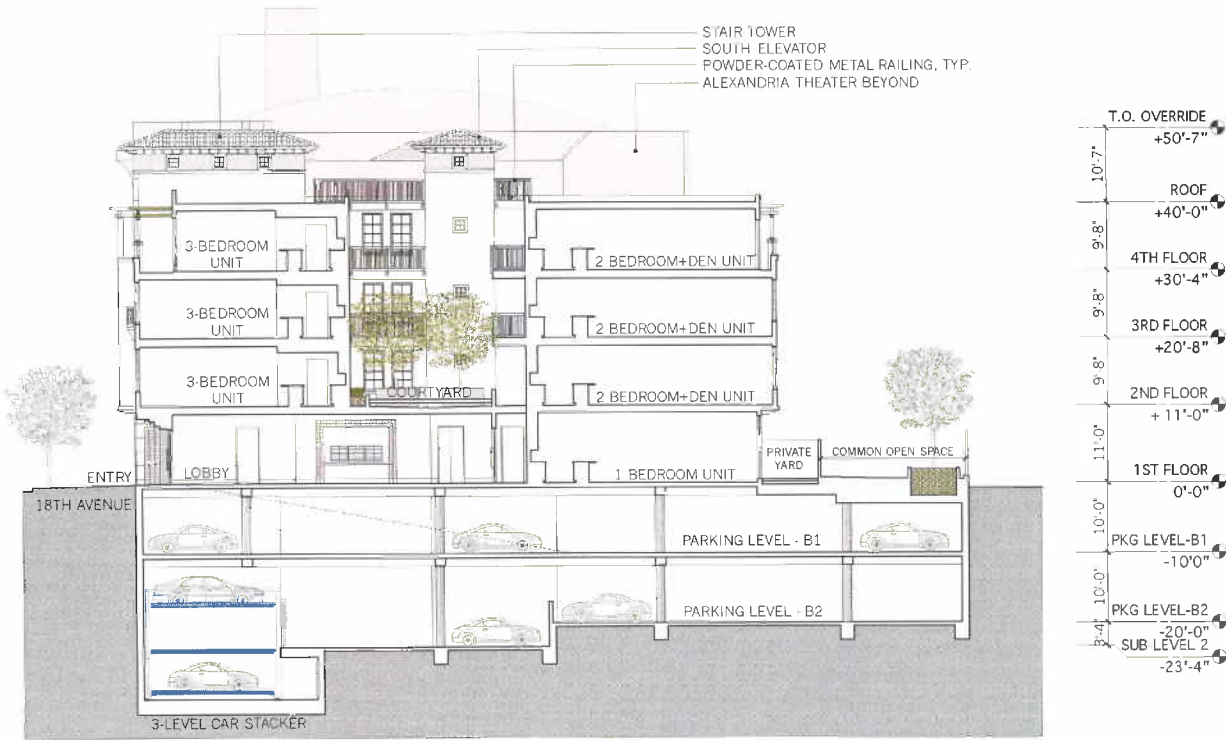 STAIR TOWER
SOUTH ELEVATOR
POWDER-COATED METAL RAILING, TYP.
ALEXANDRIA THEATER BEYOND
T.O. OVERRIDE
+50'-7"
10'-7"
ROOF
+40'-0"
9'-8"
4TH FLOOR
+30'-4"
9'-8"
3RD FLOOR
+20'-8"
9'-8"
2ND FLOOR
+ 11'-0"
11'-0"
1ST FLOOR
0'-0"
10'-0"
PKG LEVEL-B1
-10'0"
10'-0"
PKG LEVEL-B2
-20'-0"
3'-4"
SUB LEVEL 2
-23'-4"
3-BEDROOM
UNIT
2 BEDROOM+DEN UNIT
3-BEDROOM
UNIT
2 BEDROOM+DEN UNIT
3-BEDROOM
UNIT
COURTYARD
2 BEDROOM+DEN UNIT
ENTRY
LOBBY
1 BEDROOM UNIT
PRIVATE
YARD
COMMON OPEN SPACE
18TH AVENUE
PARKING LEVEL - B1
PARKING LEVEL - B2
3-LEVEL CAR STACKER